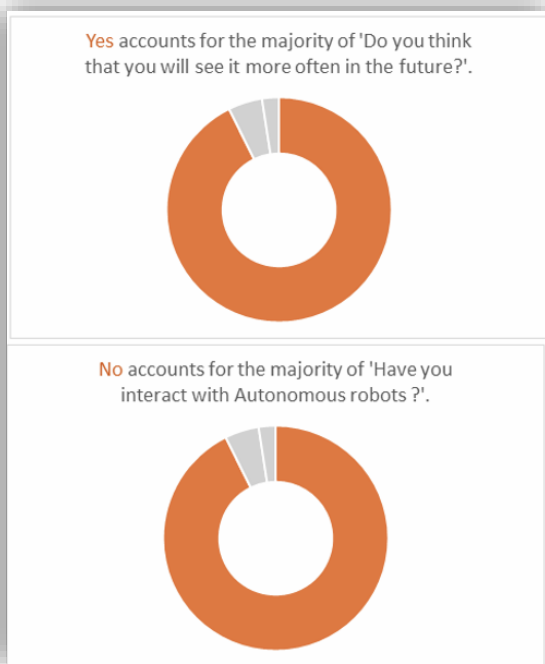 Yes accounts for the majority of 'Do you think
that you will see it more often in the future?'.
No accounts for the majority of 'Have you
interact with Autonomous robots ?'.